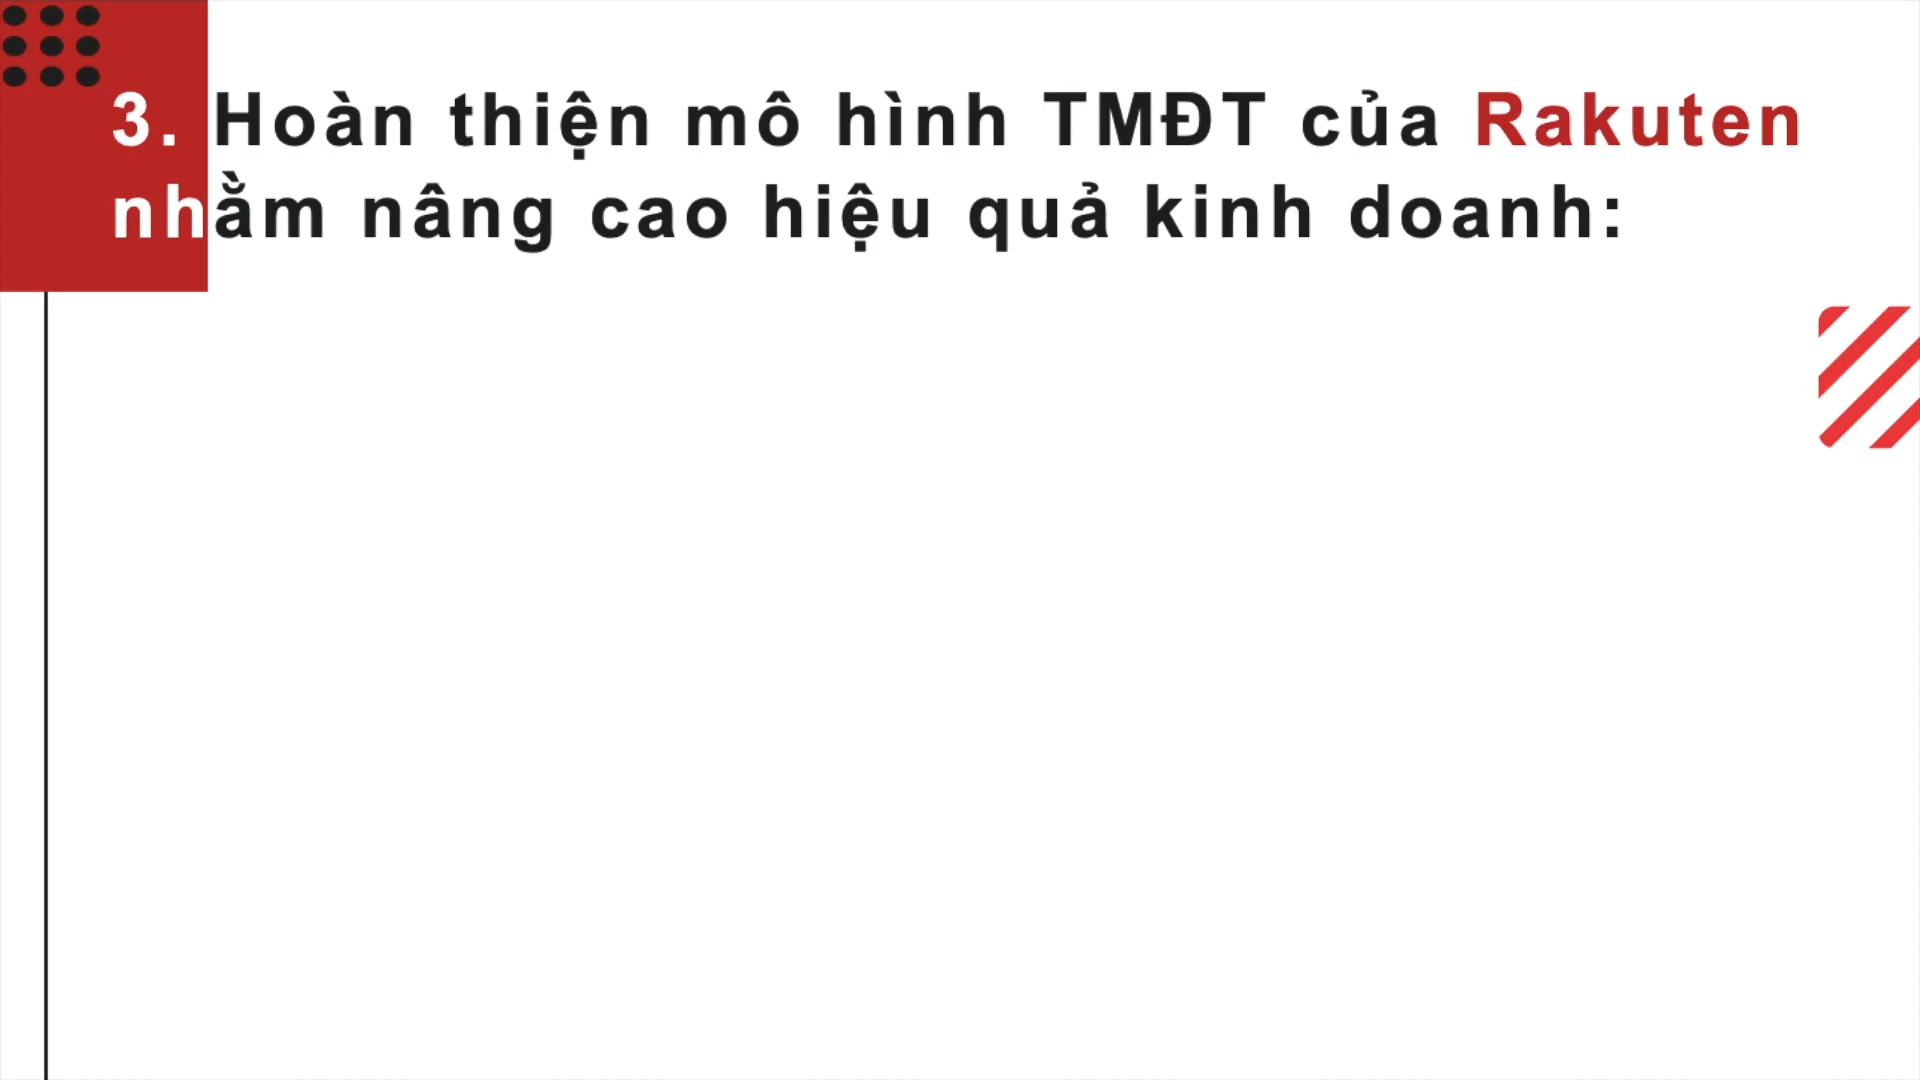 3. Hoàn thiện mô hình TMĐT của Rakuten
nhằm nâng cao hiệu quả kinh doanh: